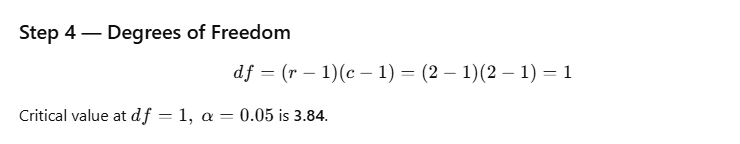 Step 4 — Degrees of Freedom
df = (r − 1)(c − 1) = (2 − 1)(2 − 1) = 1
Critical value at df = 1, α = 0.05 is 3.84.